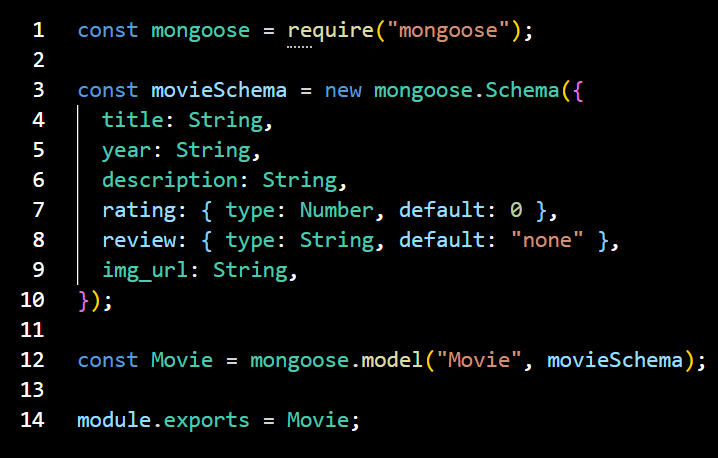 1 const mongoose = require("mongoose");
2
3 const movieSchema = new mongoose.Schema({
4 title: String,
5 year: String,
6 description: String,
7 rating: { type: Number, default: 0 },
8 review: { type: String, default: "none" },
9 img_url: String,
10 });
11
12 const Movie = mongoose.model("Movie", movieSchema);
13
14 module.exports = Movie;